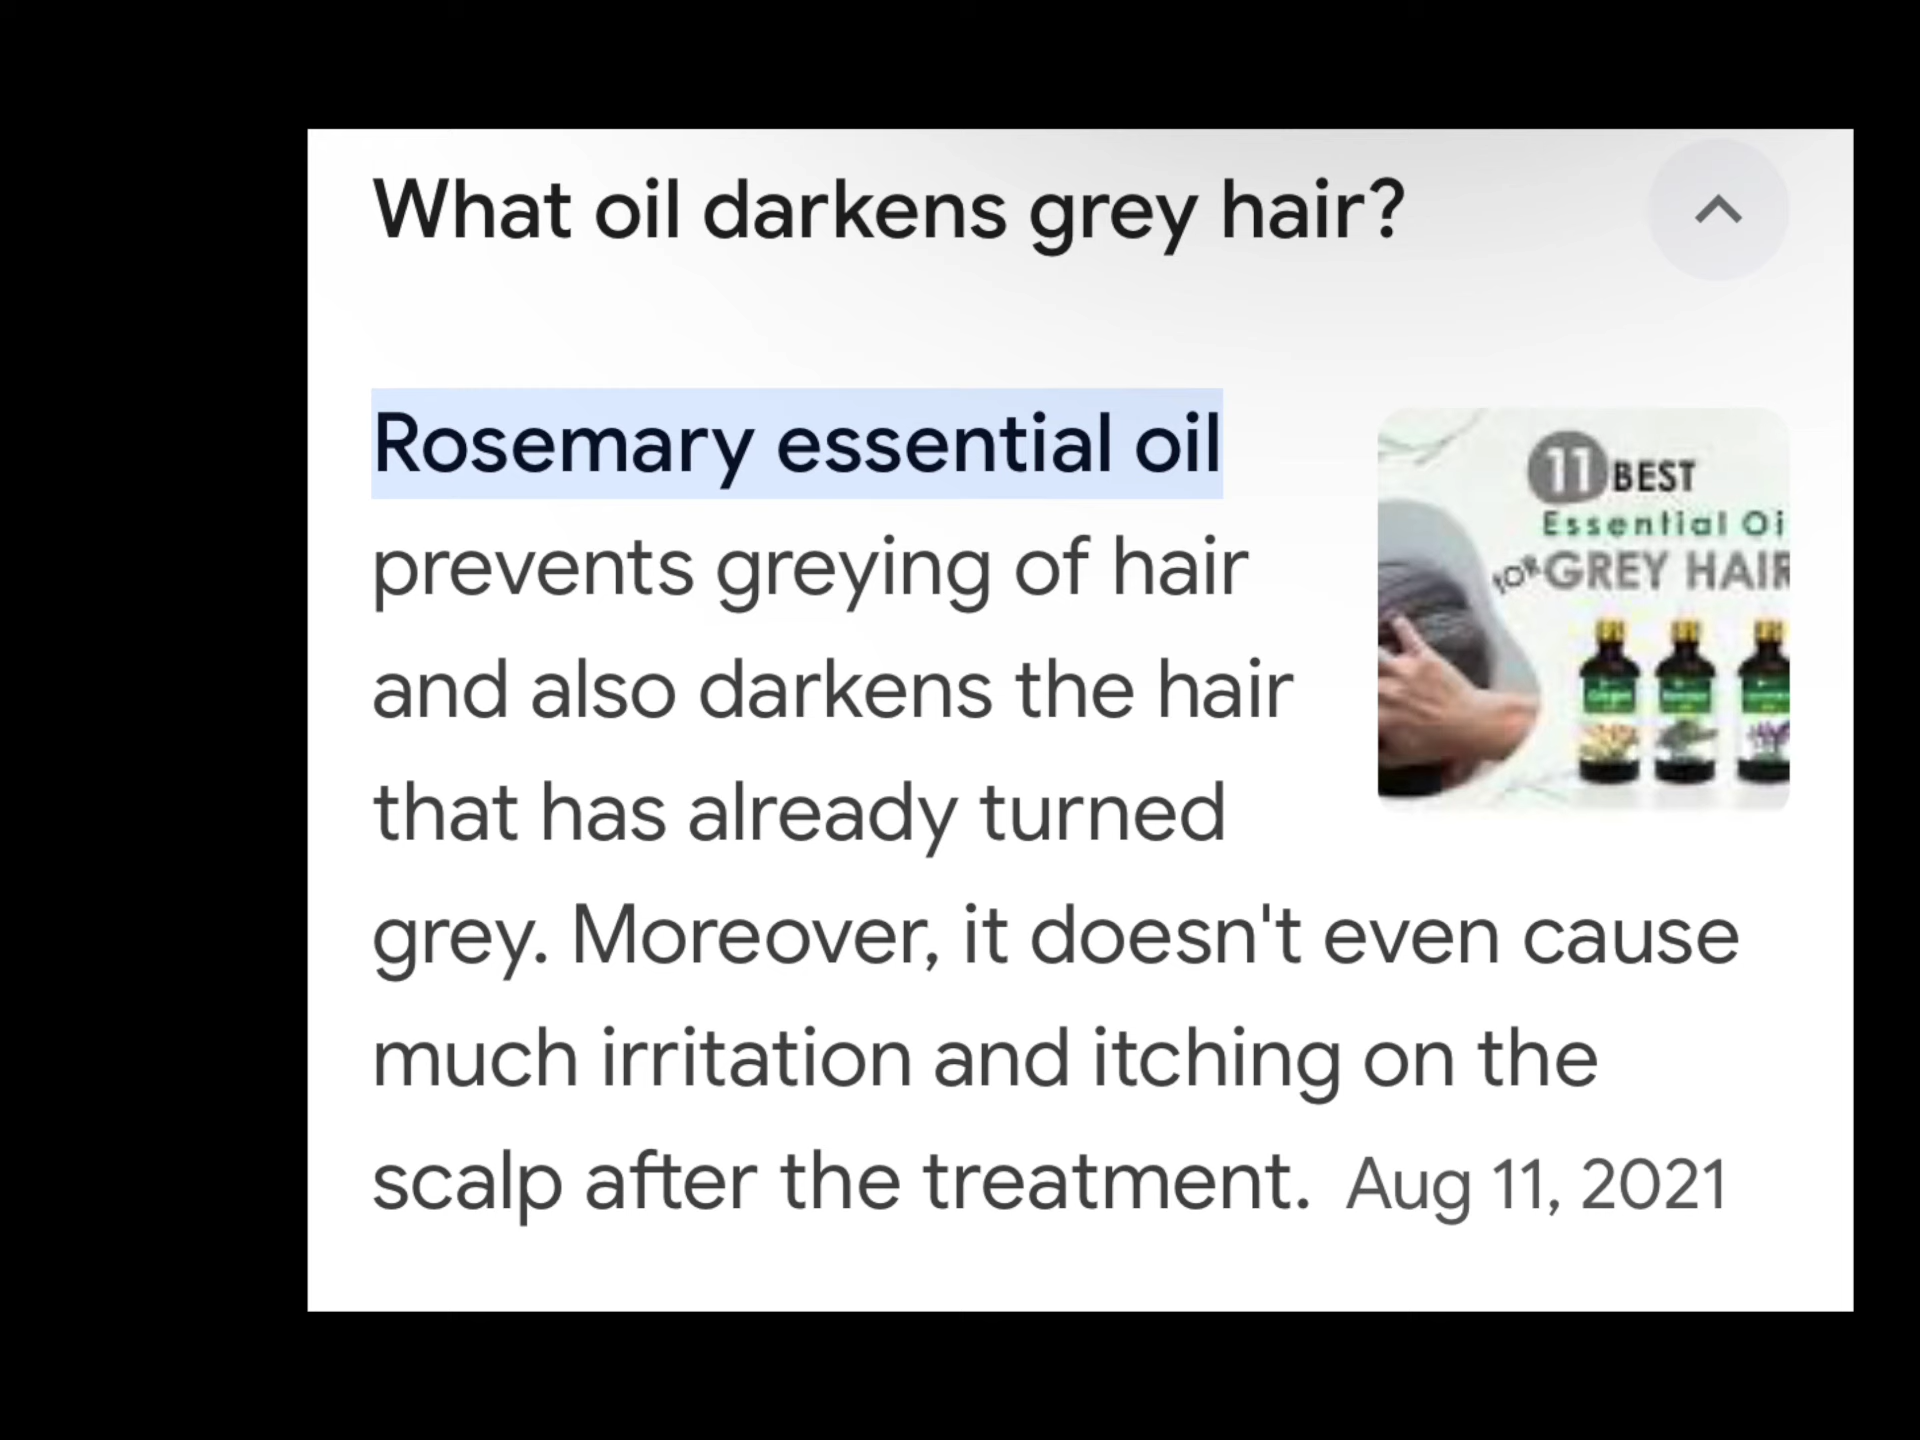 What oil darkens grey hair?
Rosemary essential oil
prevents greying of hair
and also darkens the hair
that has already turned
grey. Moreover, it doesn't even cause
much irritation and itching on the
scalp after the treatment. Aug 11, 2021
11 BEST
Essential Oi
FOR GREY HAIR